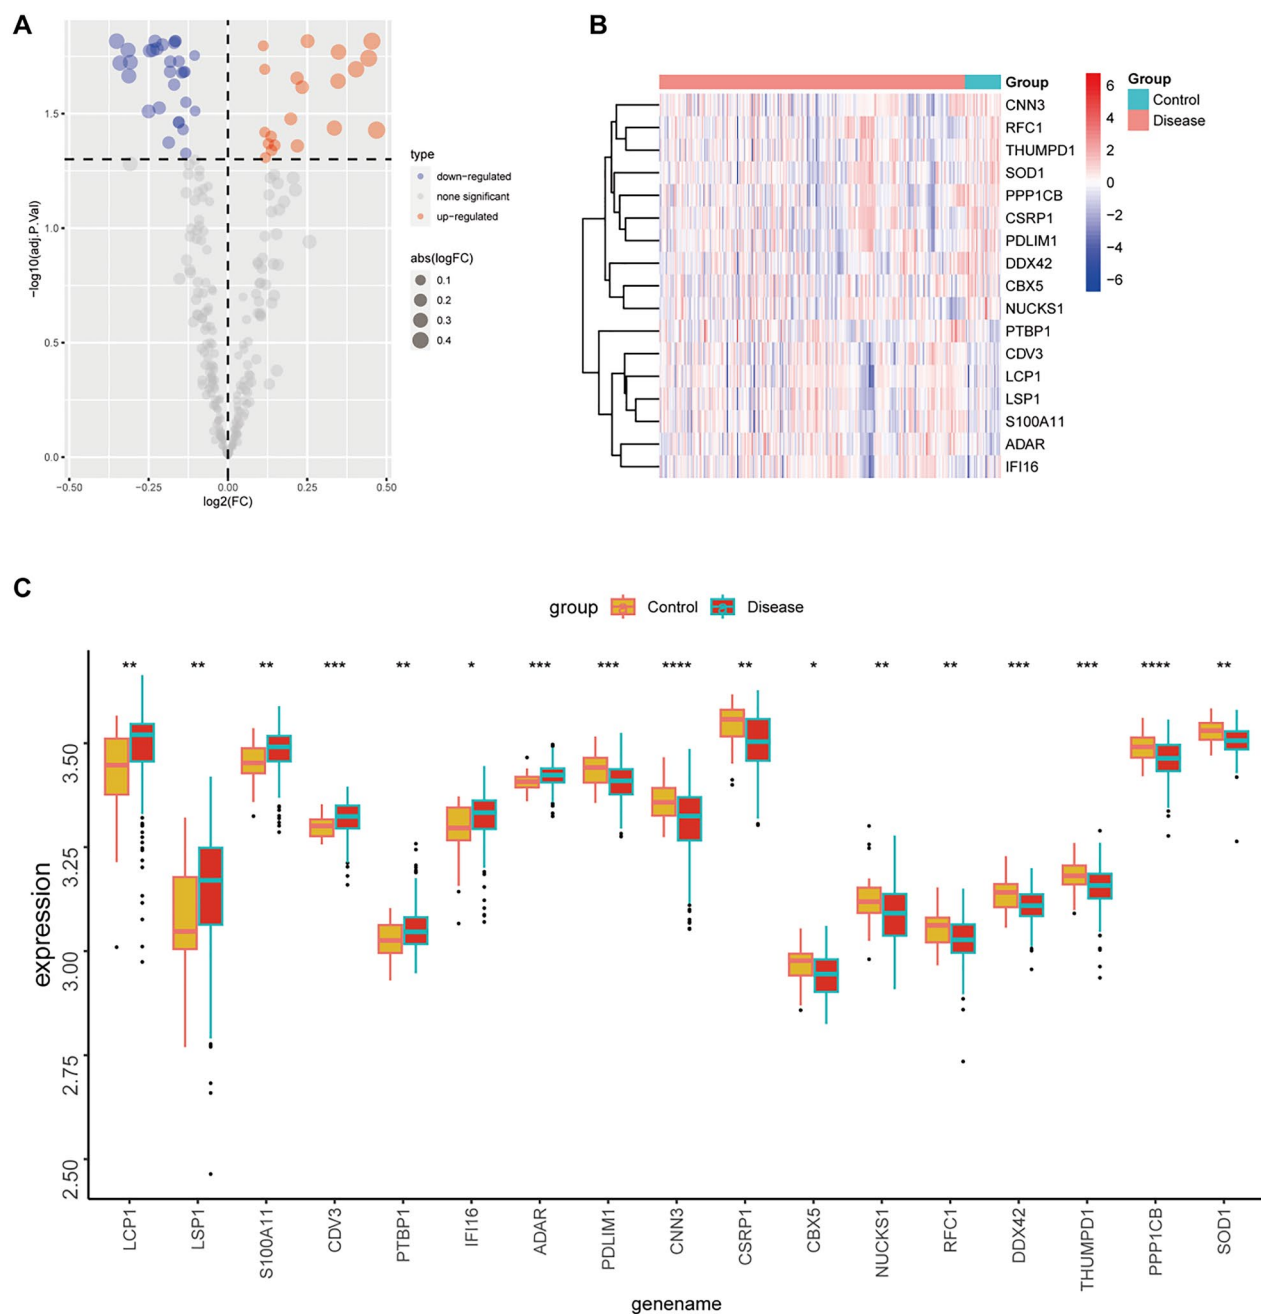 A
1.5
1.0
0.5
0.0
−0.50
−0.25
0.00
0.25
0.50
log2(FC)
−log10(adj.P.Val)
type
down−regulated
none significant
up−regulated
abs(logFC)
0.1
0.2
0.3
0.4
B
Group
CNN3
RFC1
THUMPD1
SOD1
PPP1CB
CSRP1
PDLIM1
DDX42
CBX5
NUCKS1
PTBP1
CDV3
LCP1
LSP1
S100A11
ADAR
IFI16
6
4
2
0
−2
−4
−6
Group
Control
Disease
C
group Control Disease
** ** ** *** ** * *** *** **** ** * ** ** *** *** **** **
3.50
3.25
3.00
2.75
2.50
expression
LCP1
LSP1
S100A11
CDV3
PTBP1
IFI16
ADAR
PDLIM1
CNN3
CSRP1
CBX5
NUCKS1
RFC1
DDX42
THUMPD1
PPP1CB
SOD1
genename